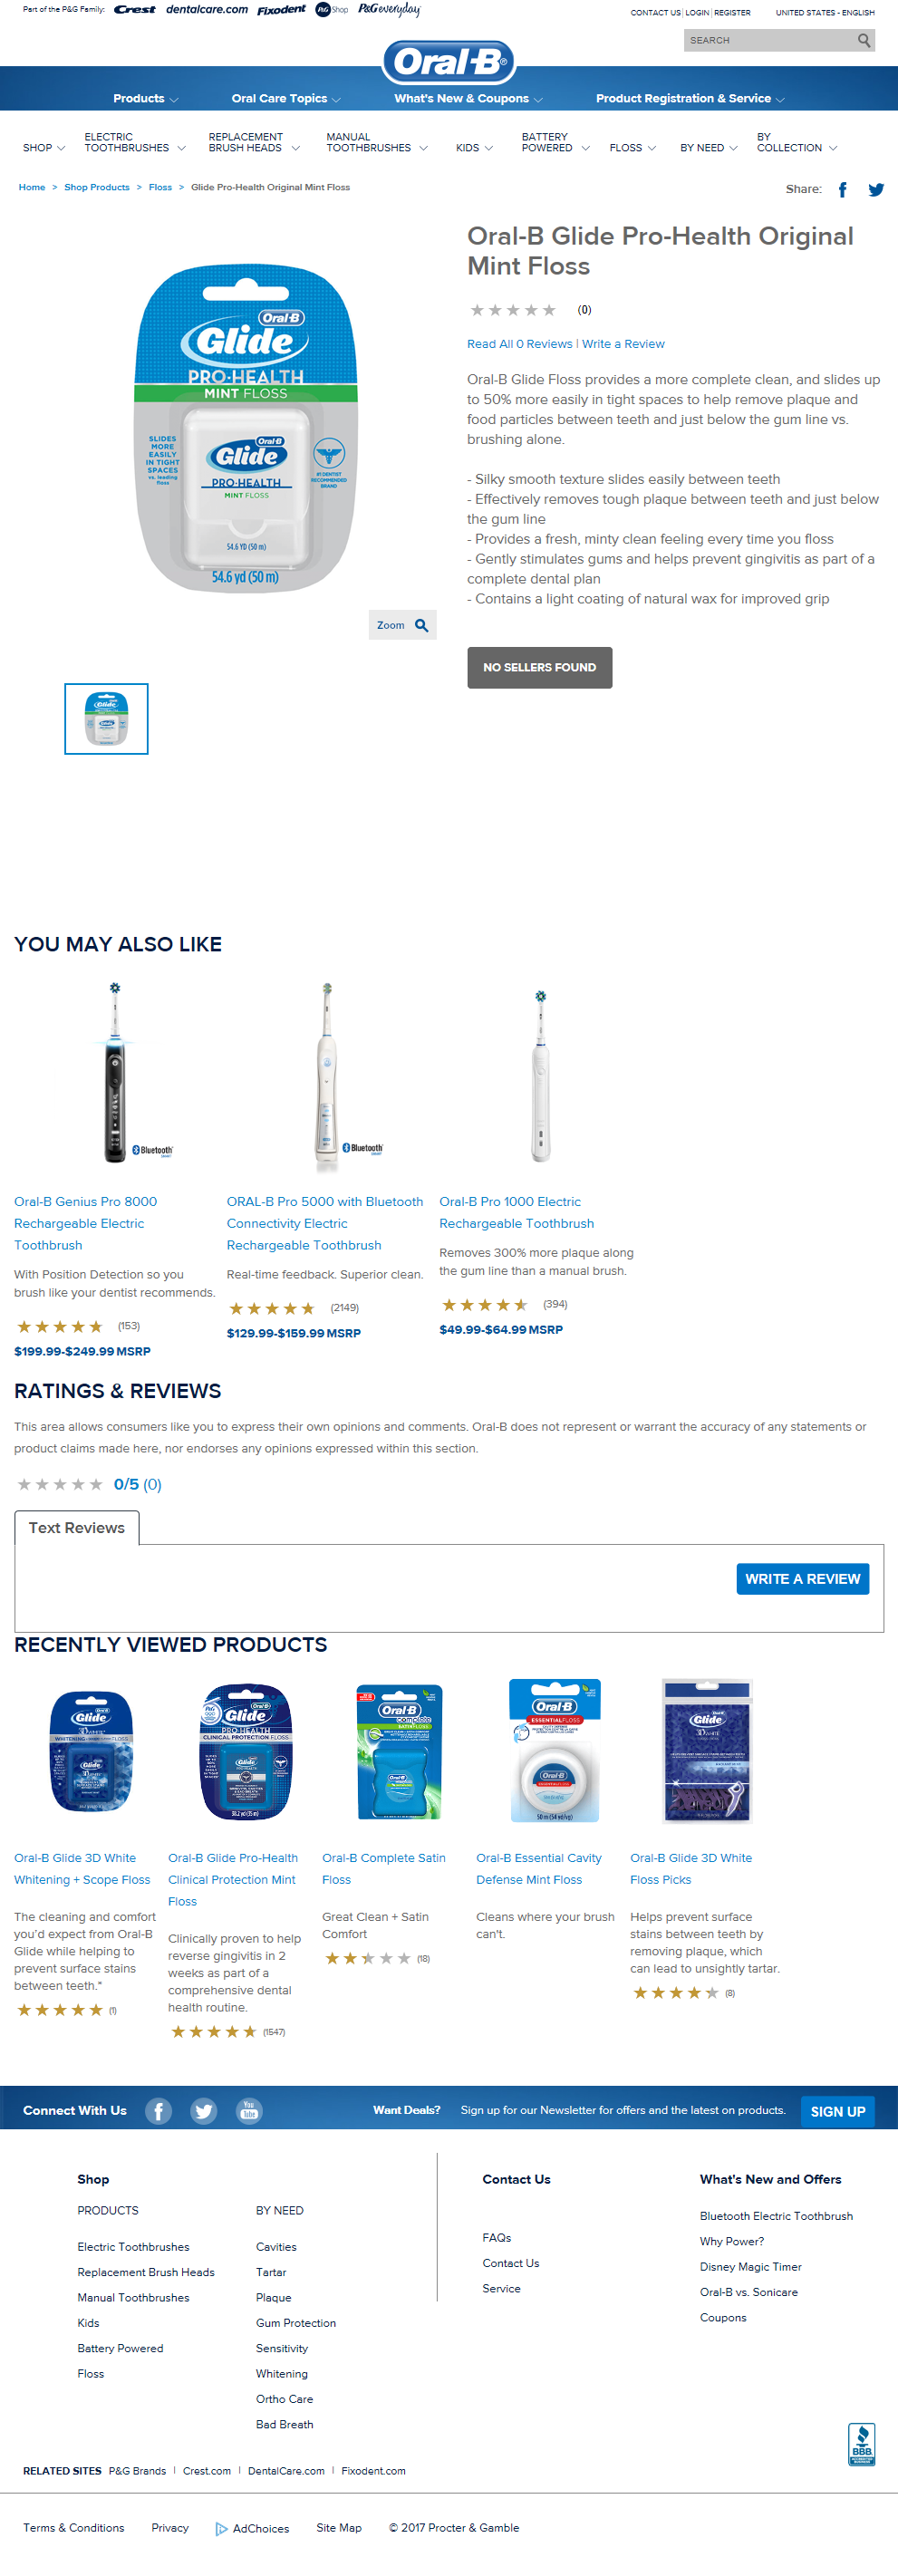 Part of the P&G Family: Crest dentalcare.com Fixodent P&G Shop P&G everyday
CONTACT US | LOGIN | REGISTER UNITED STATES - ENGLISH
SEARCH
Oral-B®
Products Oral Care Topics What's New & Coupons Product Registration & Service
SHOP ELECTRIC TOOTHBRUSHES REPLACEMENT BRUSH HEADS MANUAL TOOTHBRUSHES KIDS BATTERY POWERED FLOSS BY NEED BY COLLECTION
Home > Shop Products > Floss > Glide Pro-Health Original Mint Floss
Share:
Oral-B
Glide
PRO-HEALTH
MINT FLOSS
SLIDES
MORE
EASILY
IN TIGHT
SPACES
vs. leading
floss
Oral-B
Glide
PRO-HEALTH
MINT FLOSS
#1 DENTIST
RECOMMENDED
BRAND
54.6 YD (50 m)
54.6 yd (50 m)
Zoom
Oral-B Glide Pro-Health Original
Mint Floss
(0)
Read All 0 Reviews | Write a Review
Oral-B Glide Floss provides a more complete clean, and slides up
to 50% more easily in tight spaces to help remove plaque and
food particles between teeth and just below the gum line vs.
brushing alone.
- Silky smooth texture slides easily between teeth
- Effectively removes tough plaque between teeth and just below
the gum line
- Provides a fresh, minty clean feeling every time you floss
- Gently stimulates gums and helps prevent gingivitis as part of a
complete dental plan
- Contains a light coating of natural wax for improved grip
NO SELLERS FOUND
YOU MAY ALSO LIKE
Bluetooand
Bluetooth
Oral-B Genius Pro 8000
Rechargeable Electric
Toothbrush
With Position Detection so you
brush like your dentist recommends.
(153)
$199.99-$249.99 MSRP
ORAL-B Pro 5000 with Bluetooth
Connectivity Electric
Rechargeable Toothbrush
Real-time feedback. Superior clean.
(2149)
$129.99-$159.99 MSRP
Oral-B Pro 1000 Electric
Rechargeable Toothbrush
Removes 300% more plaque along
the gum line than a manual brush.
(394)
$49.99-$64.99 MSRP
RATINGS & REVIEWS
This area allows consumers like you to express their own opinions and comments. Oral-B does not represent or warrant the accuracy of any statements or
product claims made here, nor endorses any opinions expressed within this section.
0/5 (0)
Text Reviews
WRITE A REVIEW
RECENTLY VIEWED PRODUCTS
Oral-B Glide 3D White
Whitening + Scope Floss
The cleaning and comfort
you'd expect from Oral-B
Glide while helping to
prevent surface stains
between teeth.*
(1)
Oral-B Glide Pro-Health
Clinical Protection Mint
Floss
Clinically proven to help
reverse gingivitis in 2
weeks as part of a
comprehensive dental
health routine.
(1547)
Oral-B Complete Satin
Floss
Great Clean + Satin
Comfort
(18)
Oral-B Essential Cavity
Defense Mint Floss
Cleans where your brush
can't.
Oral-B Glide 3D White
Floss Picks
Helps prevent surface
stains between teeth by
removing plaque, which
can lead to unsightly tartar.
(8)
Connect With Us You Tube
Want Deals? Sign up for our Newsletter for offers and the latest on products. SIGN UP
Shop
PRODUCTS
Electric Toothbrushes
Replacement Brush Heads
Manual Toothbrushes
Kids
Battery Powered
Floss
BY NEED
Cavities
Tartar
Plaque
Gum Protection
Sensitivity
Whitening
Ortho Care
Bad Breath
Contact Us
FAQs
Contact Us
Service
What's New and Offers
Bluetooth Electric Toothbrush
Why Power?
Disney Magic Timer
Oral-B vs. Sonicare
Coupons
BBB
RELATED SITES P&G Brands | Crest.com | DentalCare.com | Fixodent.com
Terms & Conditions Privacy AdChoices Site Map © 2017 Procter & Gamble